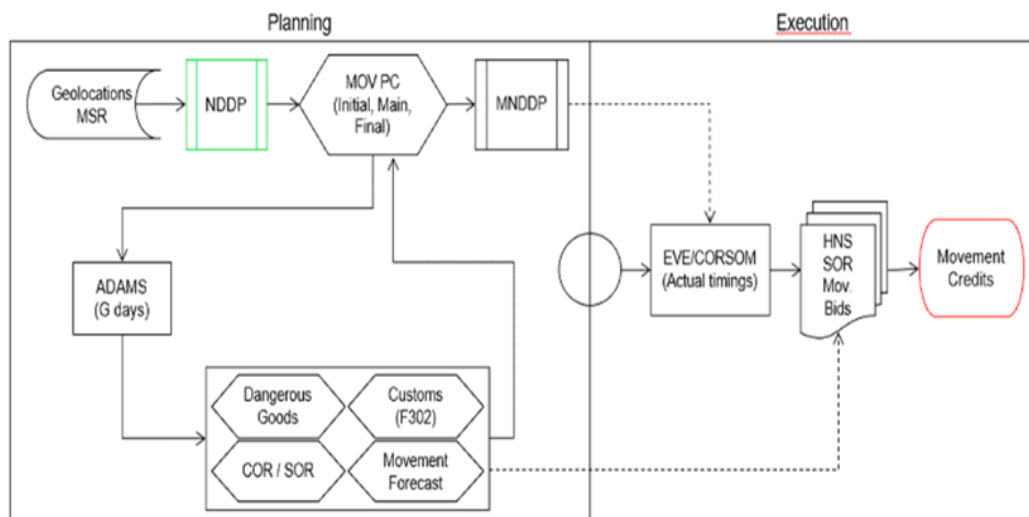 Planning
Execution
Geolocations
MSR
NDDP
MOV PC
(Initial, Main,
Final)
MNDDP
ADAMS
(G days)
Dangerous
Goods
Customs
(F302)
COR / SOR
Movement
Forecast
EVE/CORSOM
(Actual timings)
HNS
SOR
Mov.
Bids
Movement
Credits